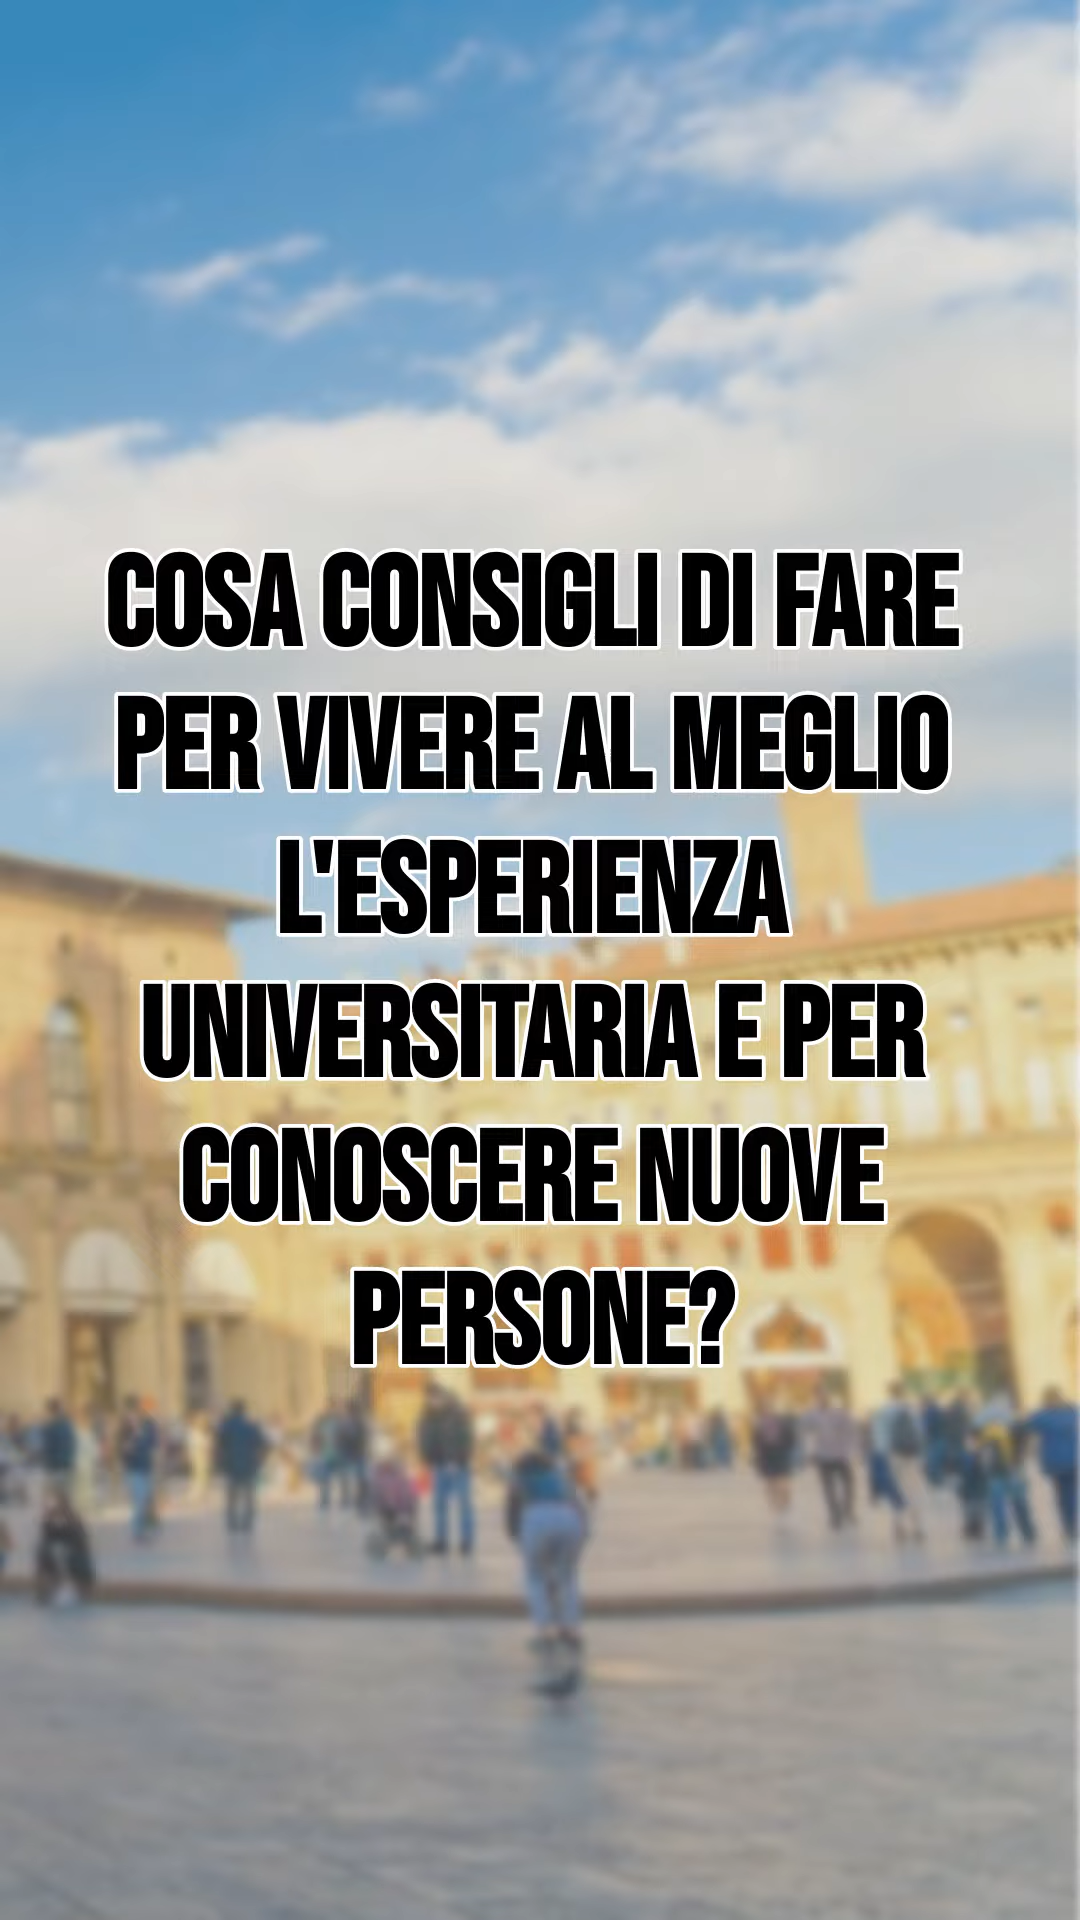 COSA CONSIGLI DI FARE
PER VIVERE AL MEGLIO
L'ESPERIENZA
UNIVERSITARIA E PER
CONOSCERE NUOVE
PERSONE?